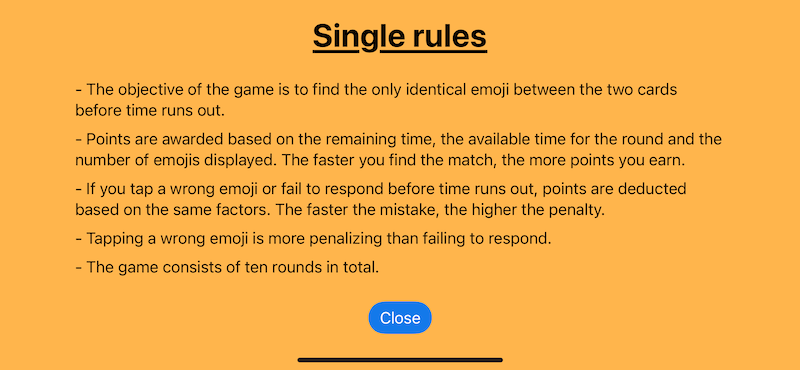 Single rules
- The objective of the game is to find the only identical emoji between the two cards
before time runs out.
- Points are awarded based on the remaining time, the available time for the round and the
number of emojis displayed. The faster you find the match, the more points you earn.
- If you tap a wrong emoji or fail to respond before time runs out, points are deducted
based on the same factors. The faster the mistake, the higher the penalty.
- Tapping a wrong emoji is more penalizing than failing to respond.
- The game consists of ten rounds in total.
Close